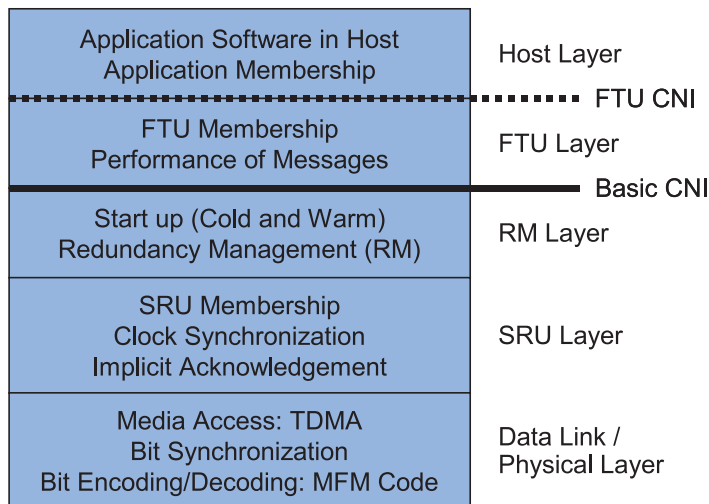 Application Software in Host
Application Membership
Host Layer
FTU CNI
FTU Membership
Performance of Messages
FTU Layer
Basic CNI
Start up (Cold and Warm)
Redundancy Management (RM)
RM Layer
SRU Membership
Clock Synchronization
Implicit Acknowledgement
SRU Layer
Media Access: TDMA
Bit Synchronization
Bit Encoding/Decoding: MFM Code
Data Link /
Physical Layer